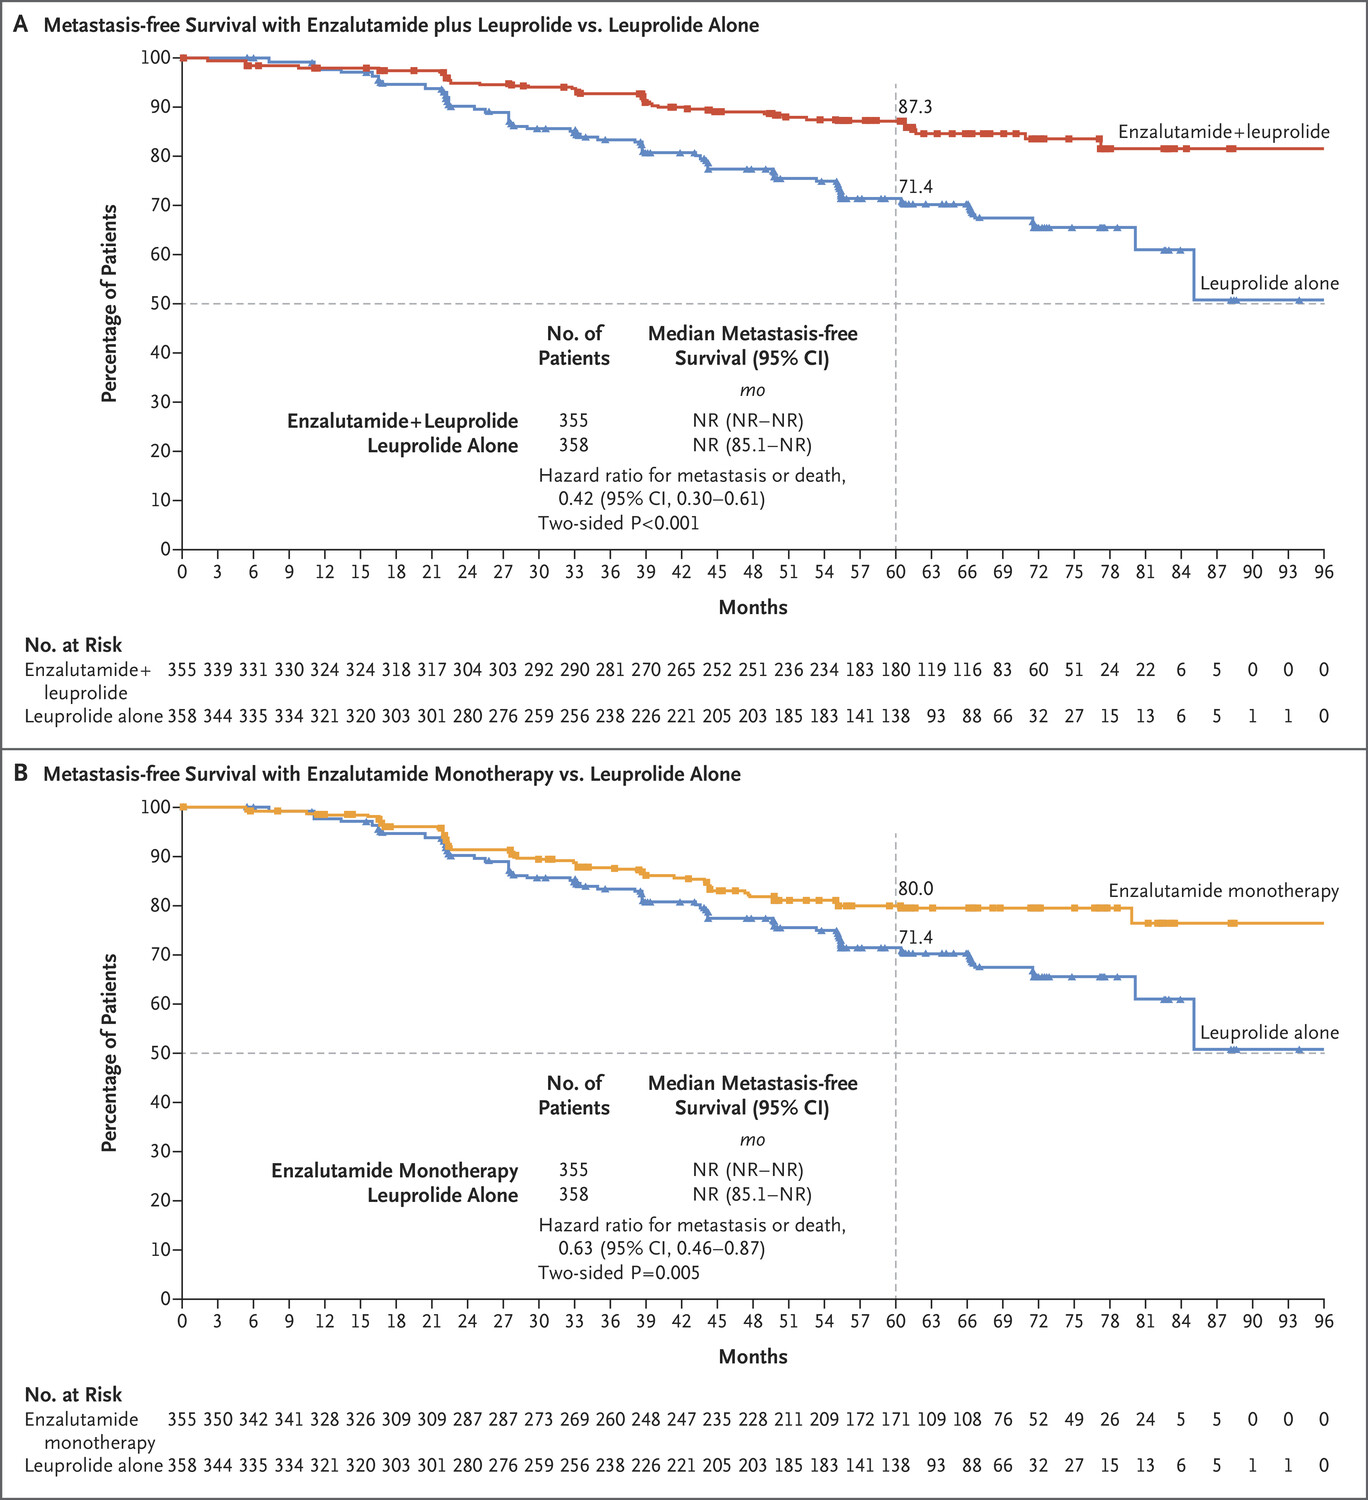 A Metastasis-free Survival with Enzalutamide plus Leuprolide vs. Leuprolide Alone
Percentage of Patients
100
90
80
70
60
50
40
30
20
10
0
87.3
71.4
Enzalutamide+leuprolide
Leuprolide alone
No. of Patients
Median Metastasis-free Survival (95% CI)
mo
Enzalutamide+Leuprolide 355 NR (NR–NR)
Leuprolide Alone 358 NR (85.1–NR)
Hazard ratio for metastasis or death,
0.42 (95% CI, 0.30–0.61)
Two-sided P<0.001
0 3 6 9 12 15 18 21 24 27 30 33 36 39 42 45 48 51 54 57 60 63 66 69 72 75 78 81 84 87 90 93 96
Months
No. at Risk
Enzalutamide+
leuprolide 355 339 331 330 324 324 318 317 304 303 292 290 281 270 265 252 251 236 234 183 180 119 116 83 60 51 24 22 6 5 0 0 0
Leuprolide alone 358 344 335 334 321 320 303 301 280 276 259 256 238 226 221 205 203 185 183 141 138 93 88 66 32 27 15 13 6 5 1 1 0
B Metastasis-free Survival with Enzalutamide Monotherapy vs. Leuprolide Alone
Percentage of Patients
100
90
80
70
60
50
40
30
20
10
0
80.0
71.4
Enzalutamide monotherapy
Leuprolide alone
No. of Patients
Median Metastasis-free Survival (95% CI)
mo
Enzalutamide Monotherapy 355 NR (NR–NR)
Leuprolide Alone 358 NR (85.1–NR)
Hazard ratio for metastasis or death,
0.63 (95% CI, 0.46–0.87)
Two-sided P=0.005
0 3 6 9 12 15 18 21 24 27 30 33 36 39 42 45 48 51 54 57 60 63 66 69 72 75 78 81 84 87 90 93 96
Months
No. at Risk
Enzalutamide
monotherapy 355 350 342 341 328 326 309 309 287 287 273 269 260 248 247 235 228 211 209 172 171 109 108 76 52 49 26 24 5 5 0 0 0
Leuprolide alone 358 344 335 334 321 320 303 301 280 276 259 256 238 226 221 205 203 185 183 141 138 93 88 66 32 27 15 13 6 5 1 1 0